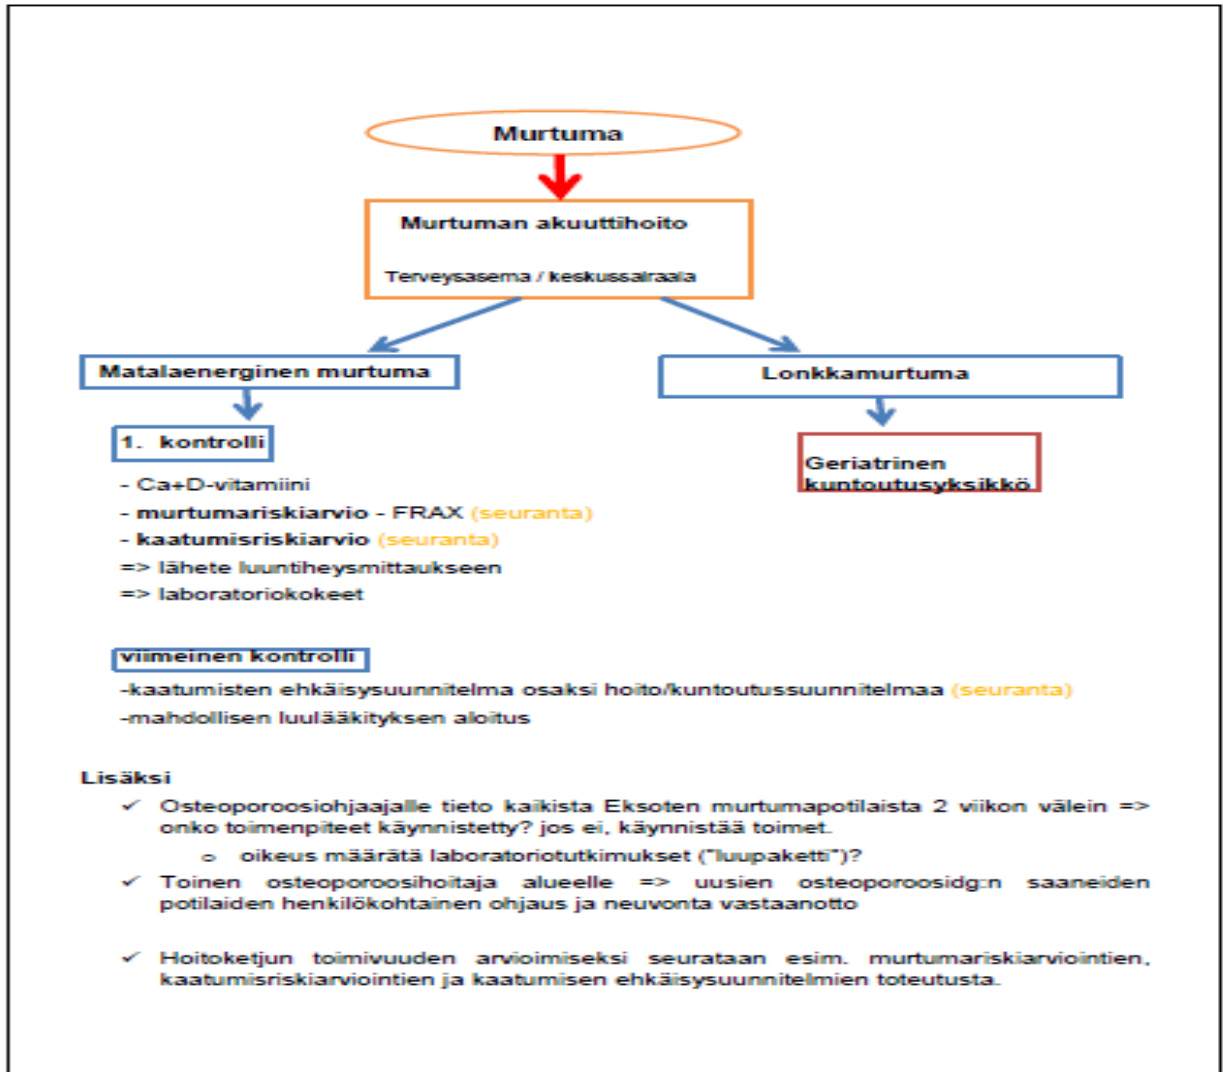 Murtuma
Murtuman akuuttihoito
Terveysasema / keskussairaala
Matalaenerginen murtuma
Lonkkamurtuma
1. kontrolli
- Ca+D-vitamiini
- murtumariskiarvio - FRAX (seuranta)
- kaatumisriskiarvio (seuranta)
=> lähete luuntiheysmittaukseen
=> laboratoriokokeet
Geriatrinen
kuntoutusyksikkö
viimeinen kontrolli
-kaatumisten ehkäisysuunnitelma osaksi hoito/kuntoutussuunnitelmaa (seuranta)
-mahdollisen luulääkityksen aloitus
Lisäksi
✓ Osteoporoosiohjaajalle tieto kaikista Eksoten murtumapotilaista 2 viikon välein =>
onko toimenpiteet käynnistetty? jos ei, käynnistää toimet.
o oikeus määrätä laboratoriotutkimukset ("luupaketti")?
✓ Toinen osteoporoosihoitaja alueelle => uusien osteoporoosidg:n saaneiden
potilaiden henkilökohtainen ohjaus ja neuvonta vastaanotto
✓ Hoitoketjun toimivuuden arvioimiseksi seurataan esim. murtumariskiarviointien,
kaatumisriskiarviointien ja kaatumisen ehkäisysuunnitelmien toteutusta.